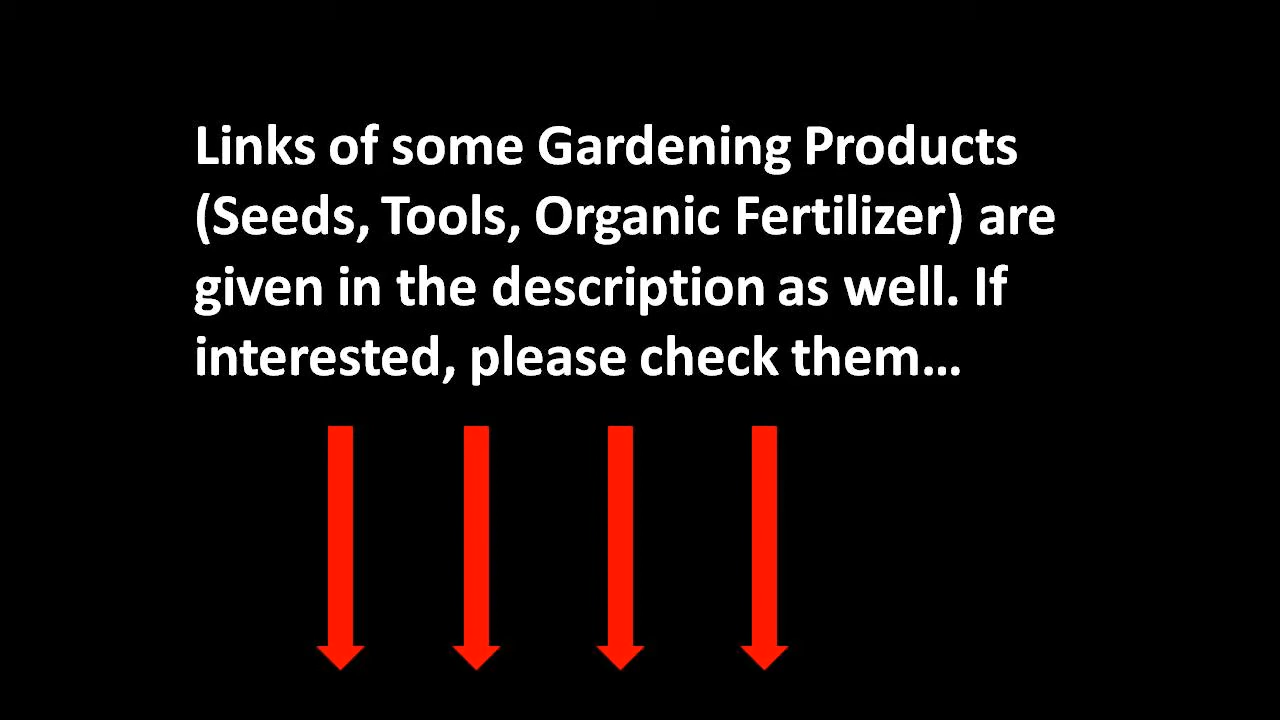 Links of some Gardening Products
(Seeds, Tools, Organic Fertilizer) are
given in the description as well. If
interested, please check them…